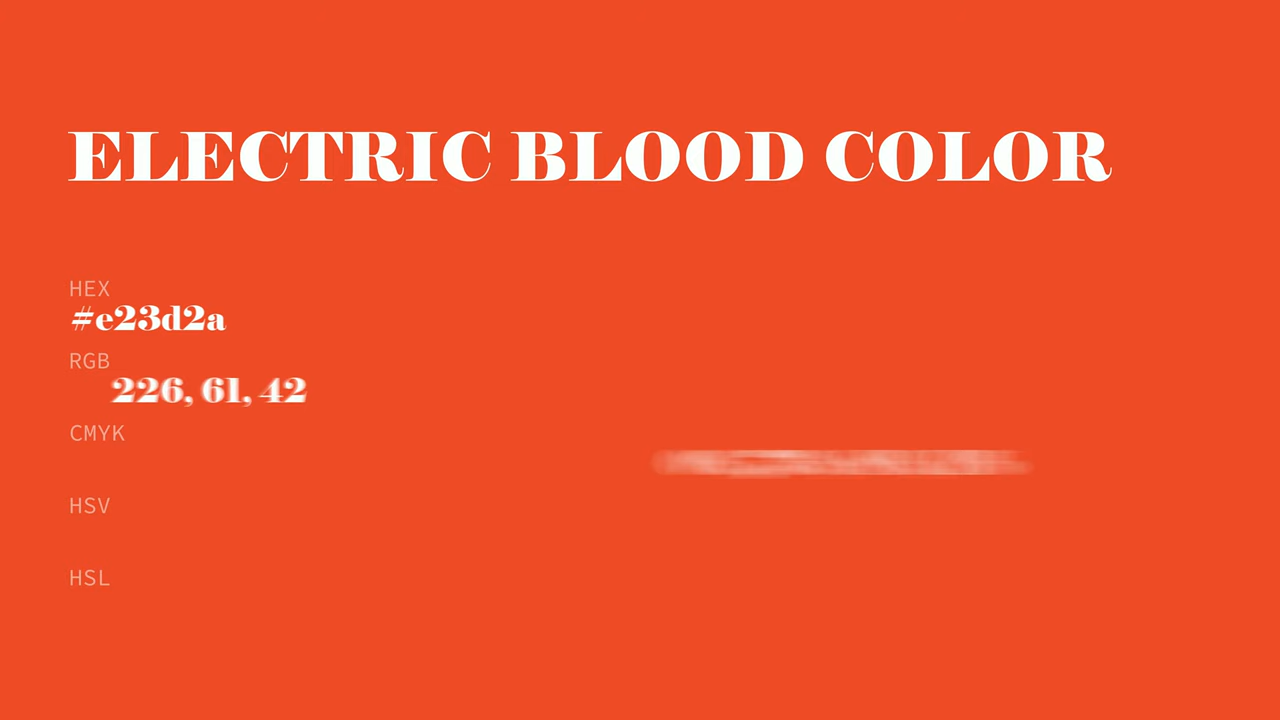 ELECTRIC BLOOD COLOR
HEX
#e23d2a
RGB
226, 61, 42
CMYK
HSV
HSL